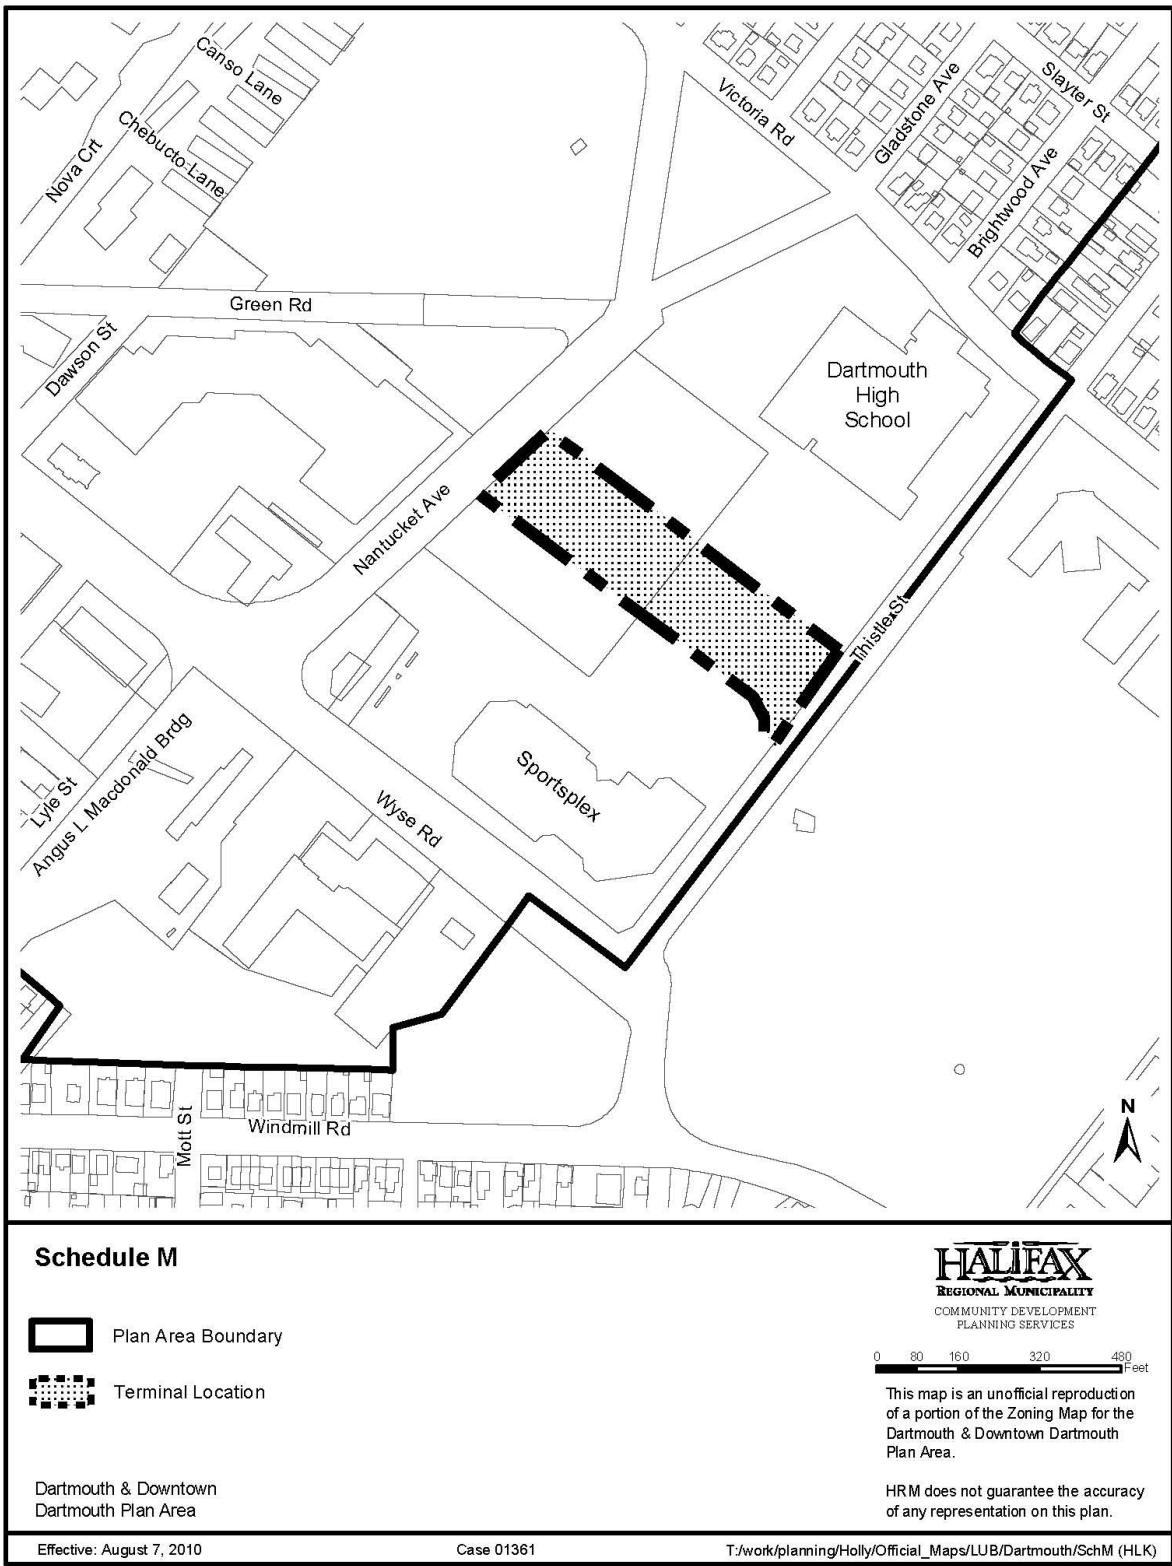 Canso Lane
Chebucto Lane
Nova Crt
Victoria Rd
Gladstone Ave
Slayter St
Brightwood Ave
Green Rd
Dawson St
Dartmouth
High
School
Nantucket Ave
Thistle St
Lyle St
Angus L Macdonald Brdg
Sportsplex
Wyse Rd
Mott St
Windmill Rd
N
Schedule M
Plan Area Boundary
Terminal Location
Dartmouth & Downtown
Dartmouth Plan Area
HALIFAX
REGIONAL MUNICIPALITY
COMMUNITY DEVELOPMENT
PLANNING SERVICES
0 80 160 320 480
Feet
This map is an unofficial reproduction
of a portion of the Zoning Map for the
Dartmouth & Downtown Dartmouth
Plan Area.
HRM does not guarantee the accuracy
of any representation on this plan.
Effective: August 7, 2010 Case 01361 T:/work/planning/Holly/Official_Maps/LUB/Dartmouth/SchM (HLK)